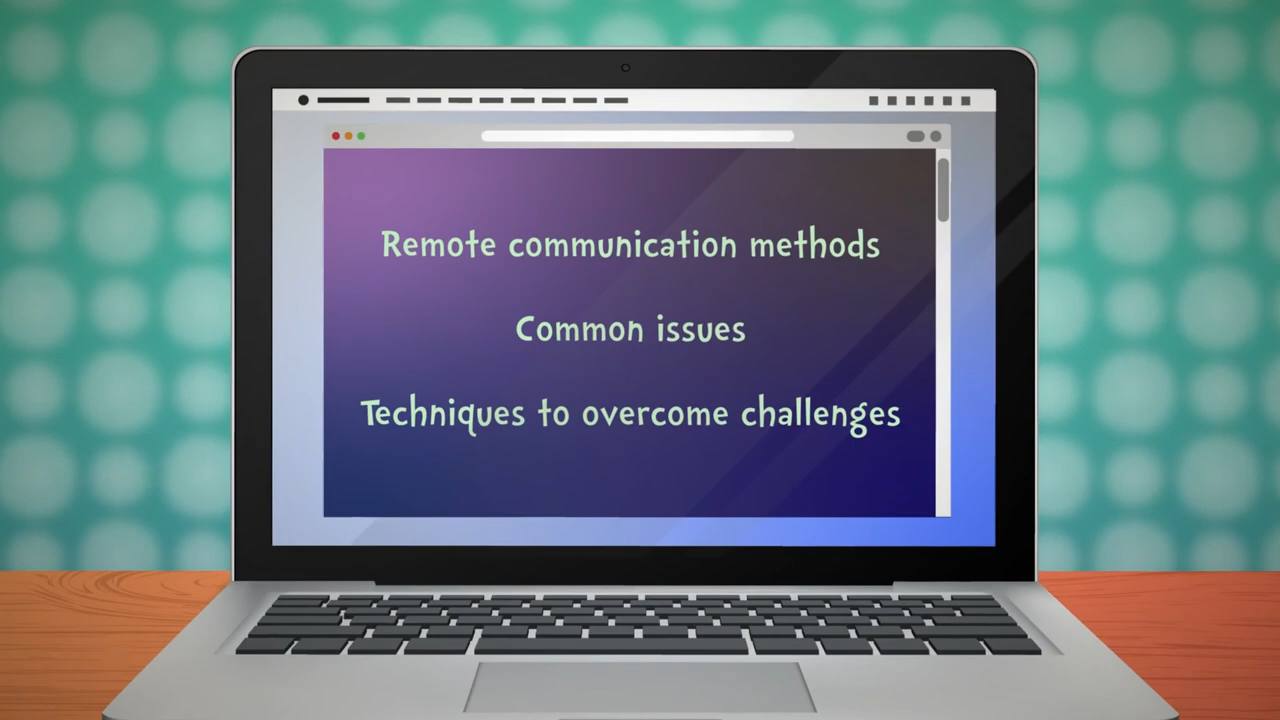 Remote communication methods
Common issues
Techniques to overcome challenges